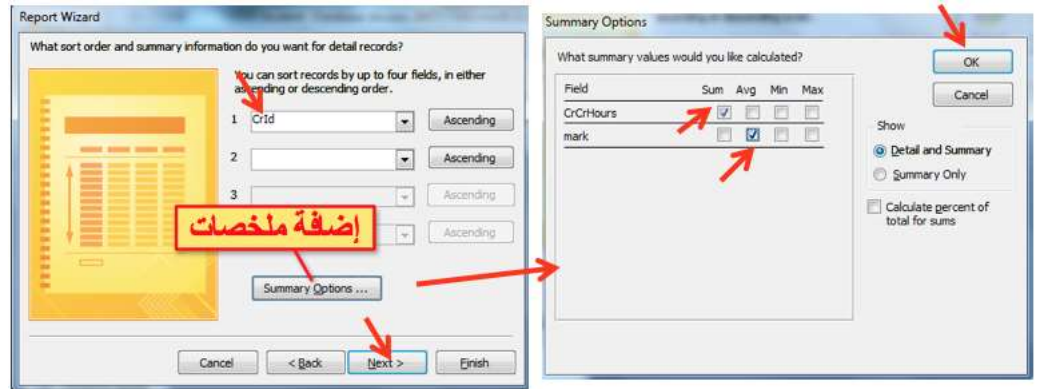 Report Wizard
What sort order and summary information do you want for detail records?
You can sort records by up to four fields, in either
ascending or descending order.
1 CrId Ascending
2 Ascending
3 Ascending
Ascending
إضافة ملخصات
Summary Options ...
Cancel < Back Next > Finish
Summary Options
What summary values would you like calculated?
OK
Cancel
Field Sum Avg Min Max
CrCrHours
mark
Show
Detail and Summary
Summary Only
Calculate percent of
total for sums